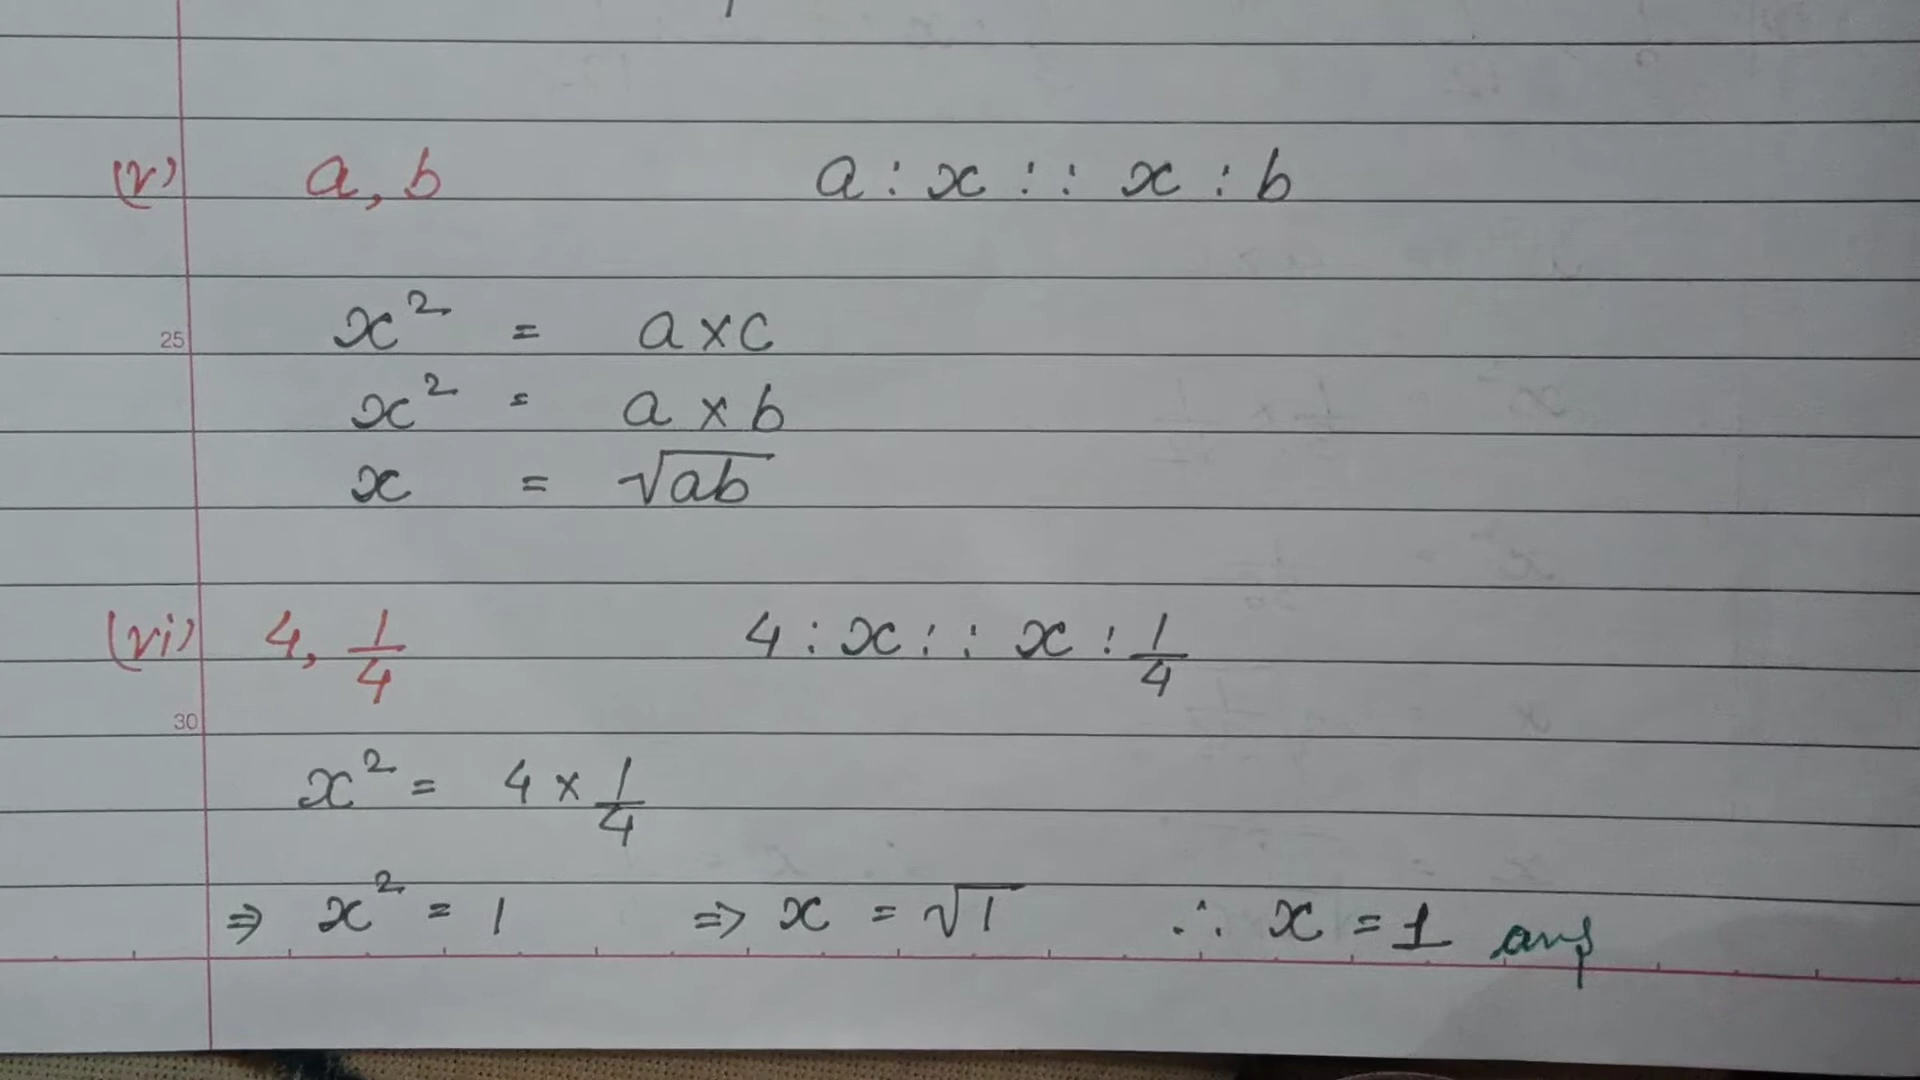 (v) a, b a : x : : x : b
25 x² = a × c
x² = a × b
x = √ab
(vi) 4, 1/4 4 : x : : x : 1/4
30
x² = 4 × 1/4
⇒ x² = 1 ⇒ x = √1 ∴ x = 1 ans